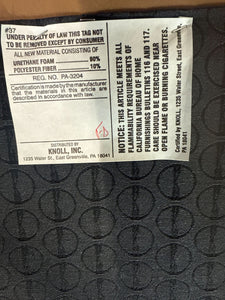 #37
UNDER PENALTY OF LAW THIS TAG NOT
TO BE REMOVED EXCEPT BY CONSUMER
ALL NEW MATERIAL CONSISTING OF
URETHANE FOAM 90%
POLYESTER FIBER 10%
REG. NO. PA-3204
Certification is made by the manufacturer
that the materials in this article are
described in accordance with law.
DISTRIBUTED BY
KNOLL, INC.
1235 Water St., East Greenville, PA 18041
NOTICE: THIS ARTICLE MEETS ALL
FLAMMABILITY REQUIREMENTS OF
CALIFORNIA BUREAU OF HOME
FURNISHINGS BULLETINS 116 AND 117.
CARE SHOULD BE EXERCISED NEAR
OPEN FLAME OR BURNING CIGARETTES.
Certified by KNOLL, 1235 Water Street, East Greenville,
PA 18041